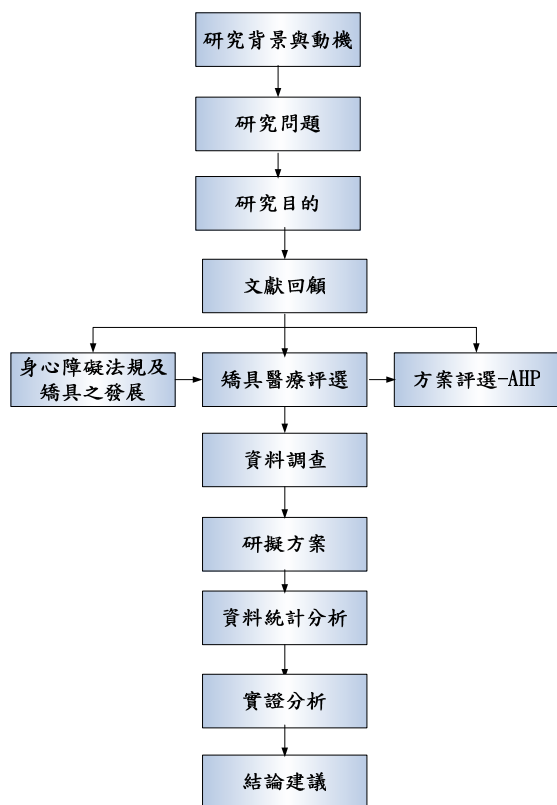 研究背景與動機
研究問題
研究目的
文獻回顧
身心障礙法規及
矯具之發展
矯具醫療評選
方案評選-AHP
資料調查
研擬方案
資料統計分析
實證分析
結論建議